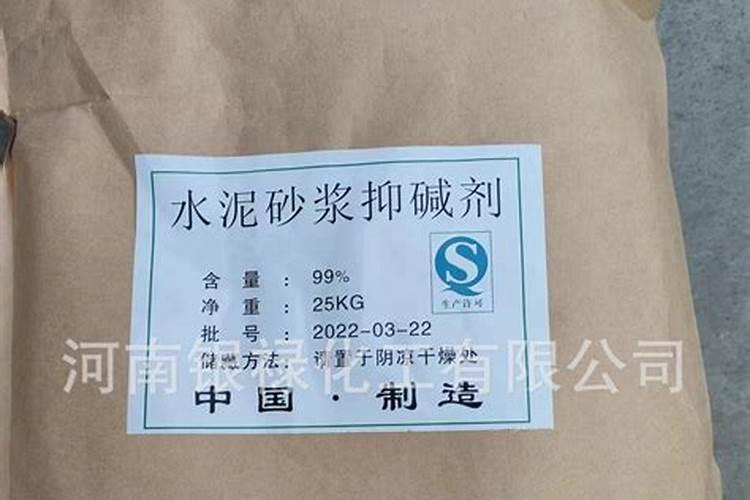 水泥砂浆抑碱剂
含量：99%
净重：25KG
批号：2022-03-22
储藏方法：请置于阴凉干燥处
中国·制造
生产许可
河南银禄化工有限公司